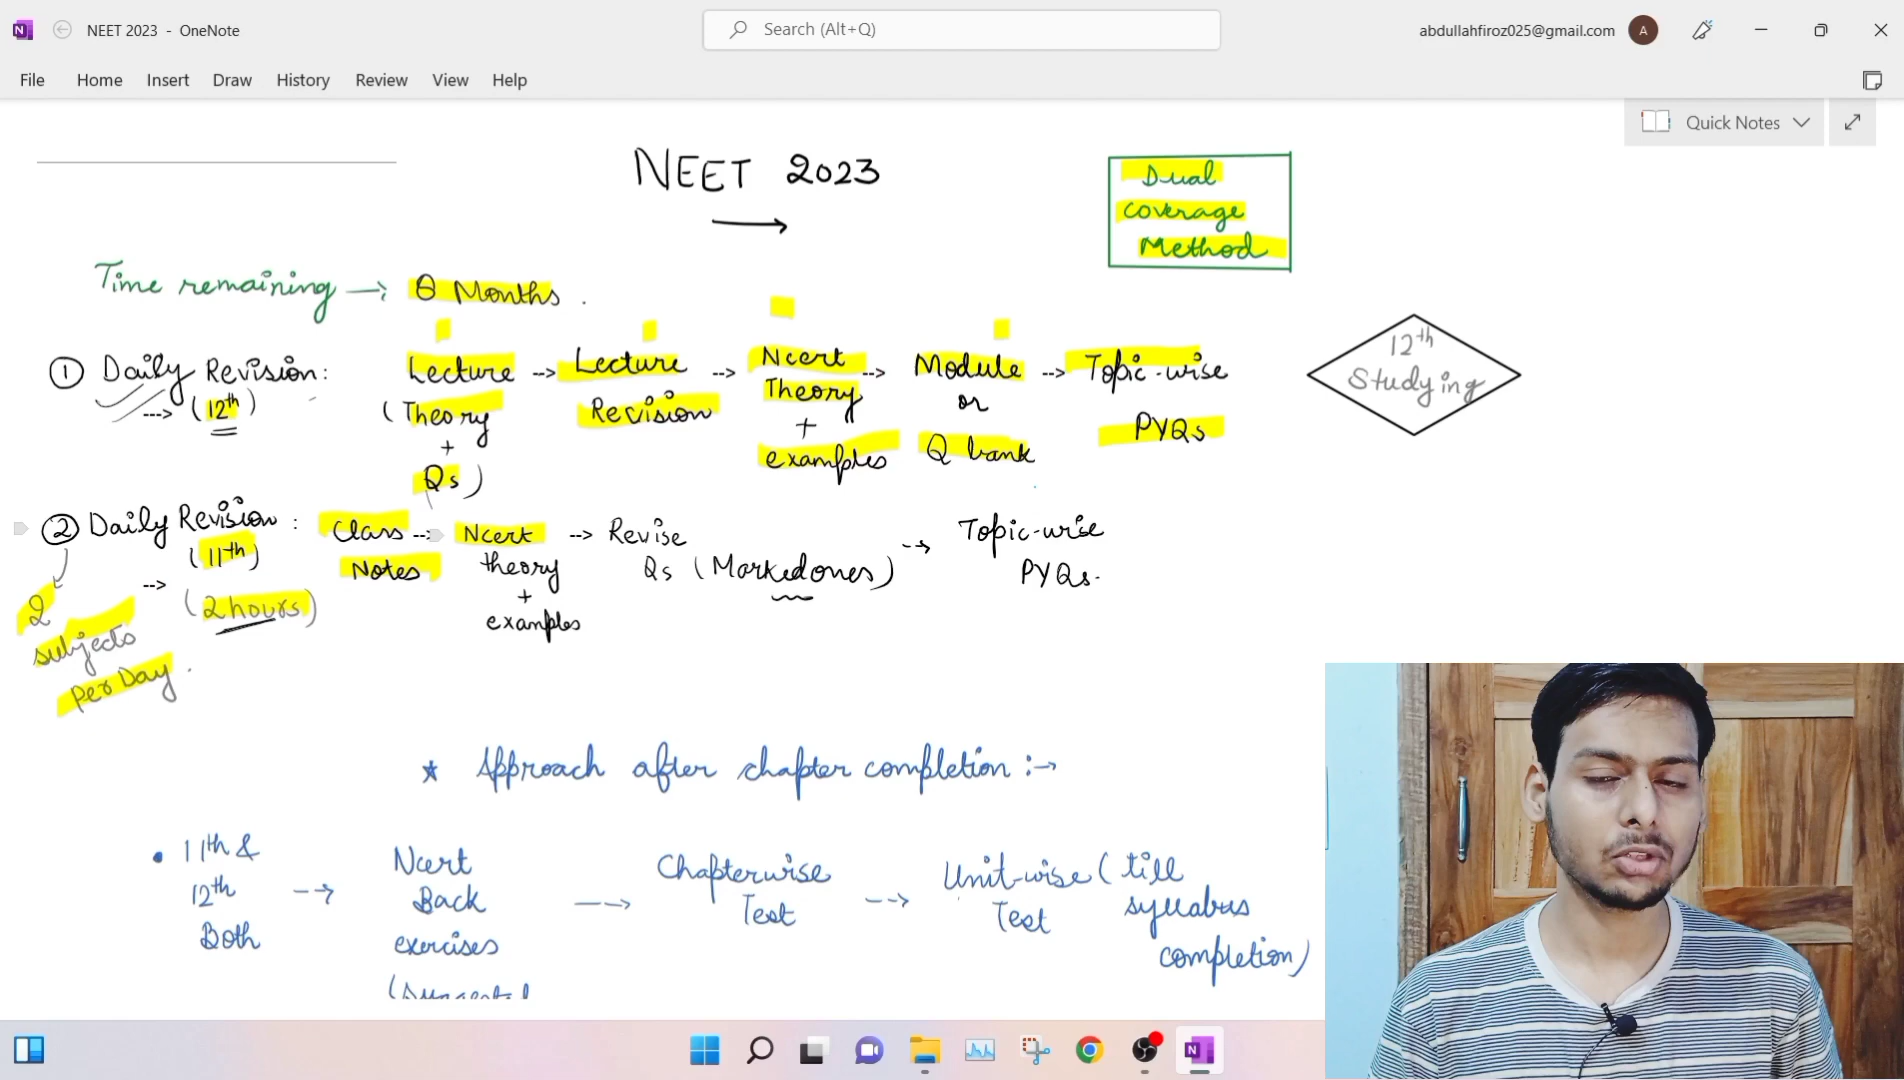 NEET 2023 - OneNote
Search (Alt+Q)
abdullahfiroz025@gmail.com
A
File Home Insert Draw History Review View Help
Quick Notes
NEET 2023
Dual
coverage
Method
Time remaining → 6 Months.
① Daily Revision: Lecture --> Lecture --> Ncert --> Module --> Topic-wise
---> (12th) (Theory Revision Theory or PYQs
+ + Q bank
Qs) examples
12th
Studying
② Daily Revision : Class --> Ncert --> Revise --> Topic-wise
(11th) Notes theory Qs (Markedones) PYQs.
--> (2 hours) +
examples
2
subjects
Per Day.
★ Approach after chapter completion :→
• 11th & Ncert Chapterwise Unit-wise (till
12th --> Back --> Test --> Test syllabus
Both exercises completion)